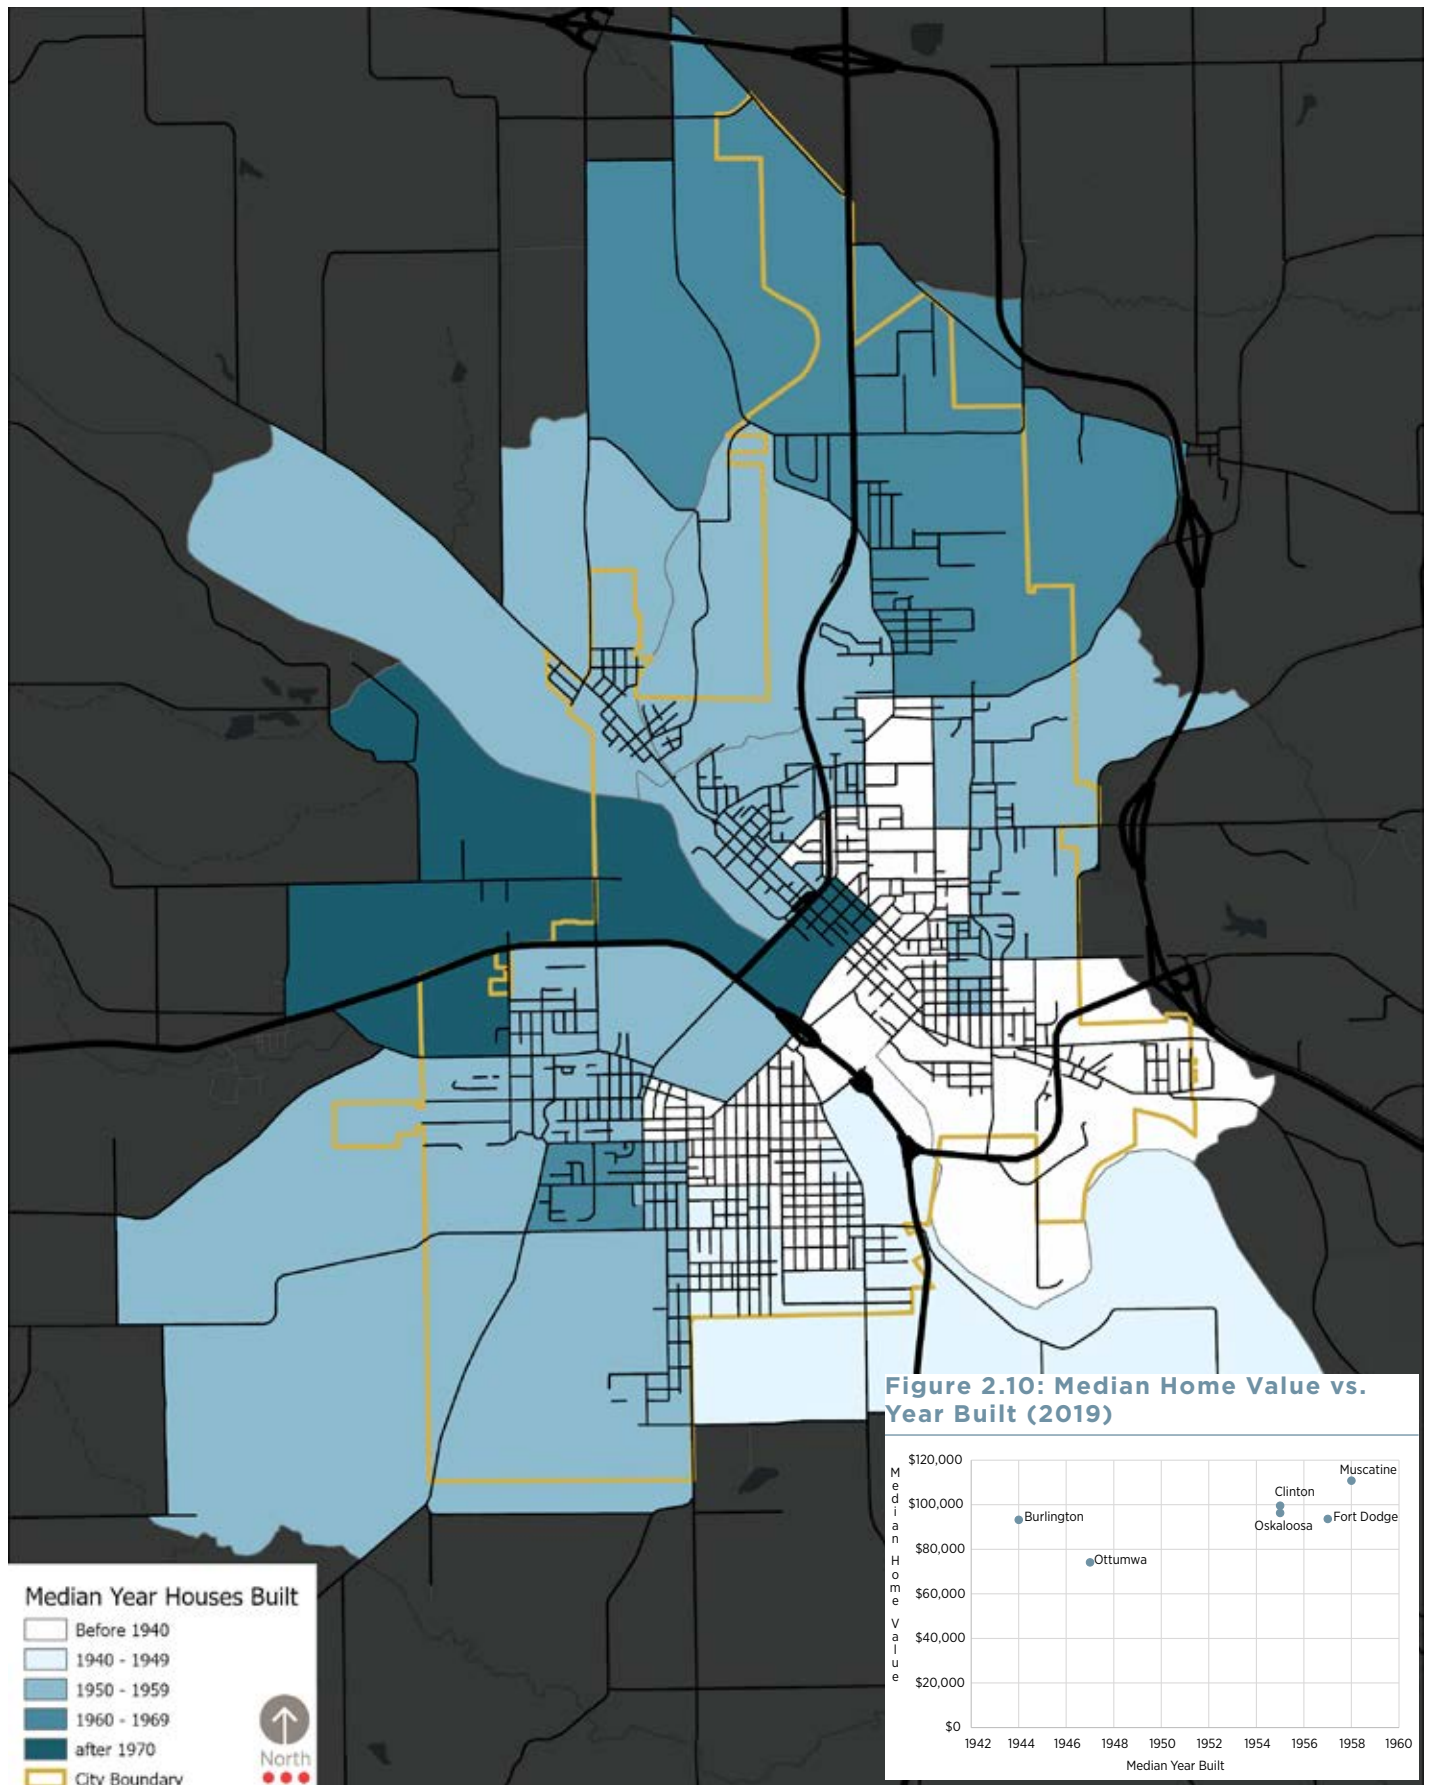 Figure 2.10: Median Home Value vs.
Year Built (2019)
Median Home Value
$120,000
$100,000
$80,000
$60,000
$40,000
$20,000
$0
Muscatine
Clinton
Burlington
Oskaloosa
Fort Dodge
Ottumwa
1942 1944 1946 1948 1950 1952 1954 1956 1958 1960
Median Year Built
Median Year Houses Built
Before 1940
1940 - 1949
1950 - 1959
1960 - 1969
after 1970
City Boundary
North